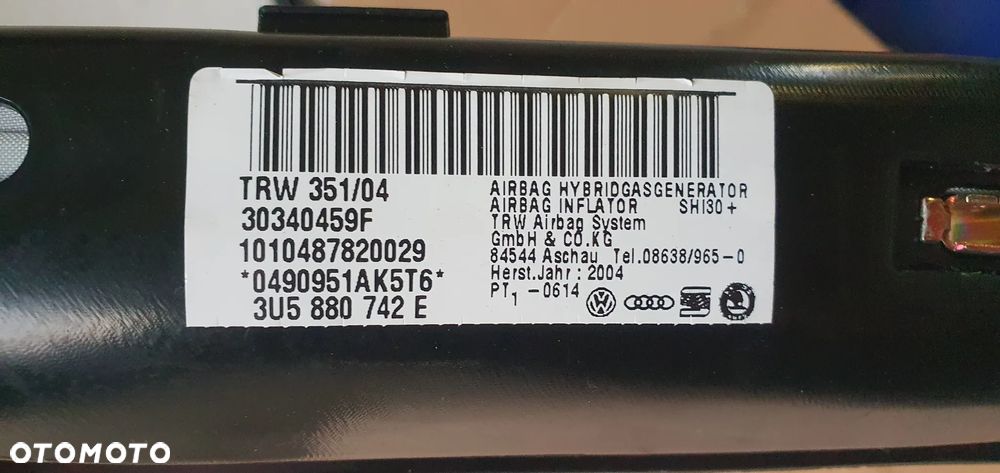 TRW 351/04
30340459F
1010487820029
*0490951AK5T6*
3U5 880 742 E
AIRBAG HYBRIDGASGENERATOR
AIRBAG INFLATOR SHI30+
TRW Airbag System
GmbH & CO.KG
84544 Aschau Tel.08638/965-0
Herst.Jahr : 2004
PT1 -0614
OTOMOTO